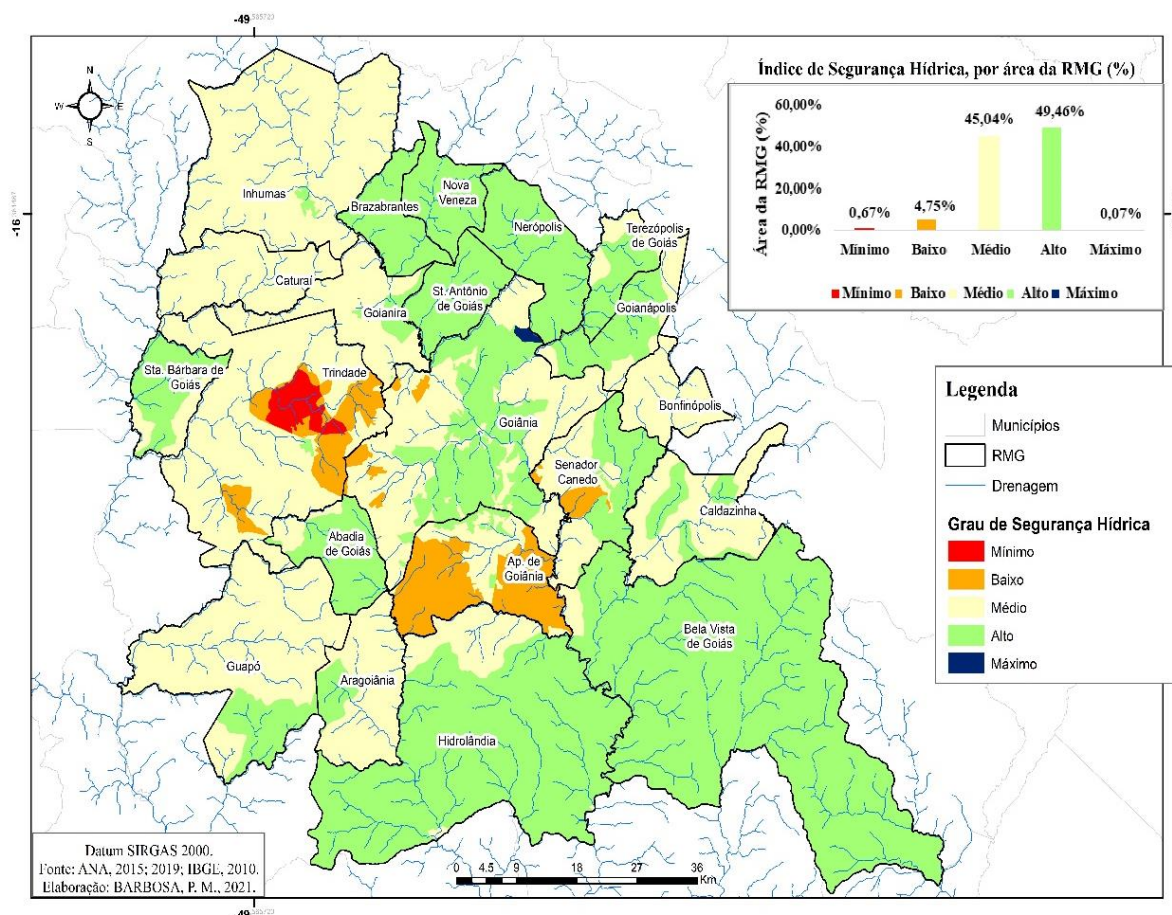 -49,585723
N
W E
S
-16
Índice de Segurança Hídrica, por área da RMG (%)
Área da RMG (%)
60,00%
40,00%
20,00%
0,00%
0,67%
4,75%
45,04%
49,46%
0,07%
Mínimo Baixo Médio Alto Máximo
Mínimo Baixo Médio Alto Máximo
Inhumas
Brazabrantes
Nova
Veneza
Nerópolis
Terezópolis
de Goiás
Caturaí
Goianira
St. Antônio
de Goiás
Goianápolis
Sta. Bárbara de
Goiás
Trindade
Goiânia
Bonfinópolis
Senador
Canedo
Caldazinha
Abadia
de Goiás
Ap. de
Goiânia
Bela Vista
de Goiás
Guapó
Aragoiânia
Hidrolândia
Legenda
Municípios
RMG
Drenagem
Grau de Segurança Hídrica
Mínimo
Baixo
Médio
Alto
Máximo
Datum SIRGAS 2000.
Fonte: ANA, 2015; 2019; IBGE, 2010.
Elaboração: BARBOSA, P. M., 2021.
0 4,5 9 18 27 36
Km
-49,585723